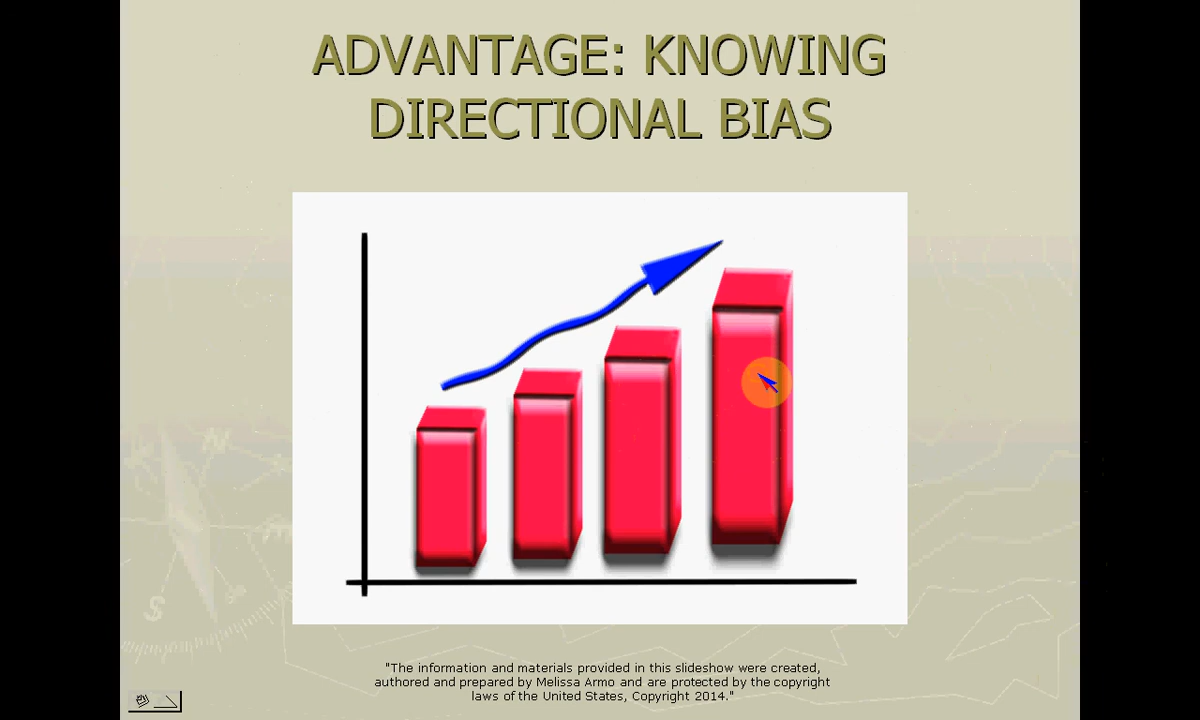 ADVANTAGE: KNOWING
DIRECTIONAL BIAS
"The information and materials provided in this slideshow were created,
authored and prepared by Melissa Armo and are protected by the copyright
laws of the United States, Copyright 2014."
N
S